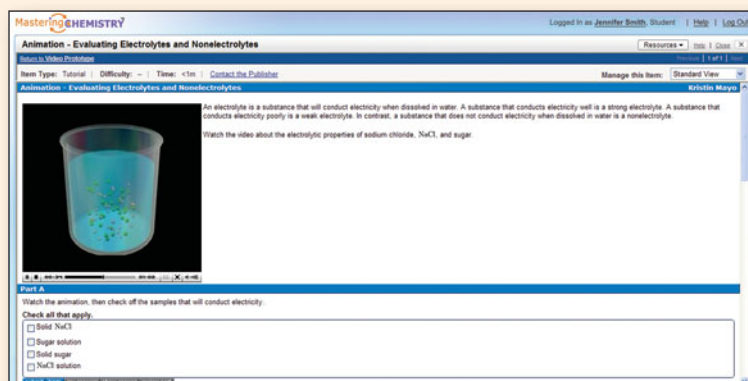 MasteringCHEMISTRY
Logged in as Jennifer Smith, Student | Help | Log Out
Animation - Evaluating Electrolytes and Nonelectrolytes
Resources Help | Close X
Return to Video Prototype
Previous | 1 of 1 | Next
Item Type: Tutorial | Difficulty: -- | Time: <1m | Contact the Publisher
Manage this Item: Standard View
Animation - Evaluating Electrolytes and Nonelectrolytes
Kristin Mayo
An electrolyte is a substance that will conduct electricity when dissolved in water. A substance that conducts electricity well is a strong electrolyte. A substance that
conducts electricity poorly is a weak electrolyte. In contrast, a substance that does not conduct electricity when dissolved in water is a nonelectrolyte.
Watch the video about the electrolytic properties of sodium chloride, NaCl, and sugar.
Part A
Watch the animation, then check off the samples that will conduct electricity.
Check all that apply.
Solid NaCl
Sugar solution
Solid sugar
NaCl solution